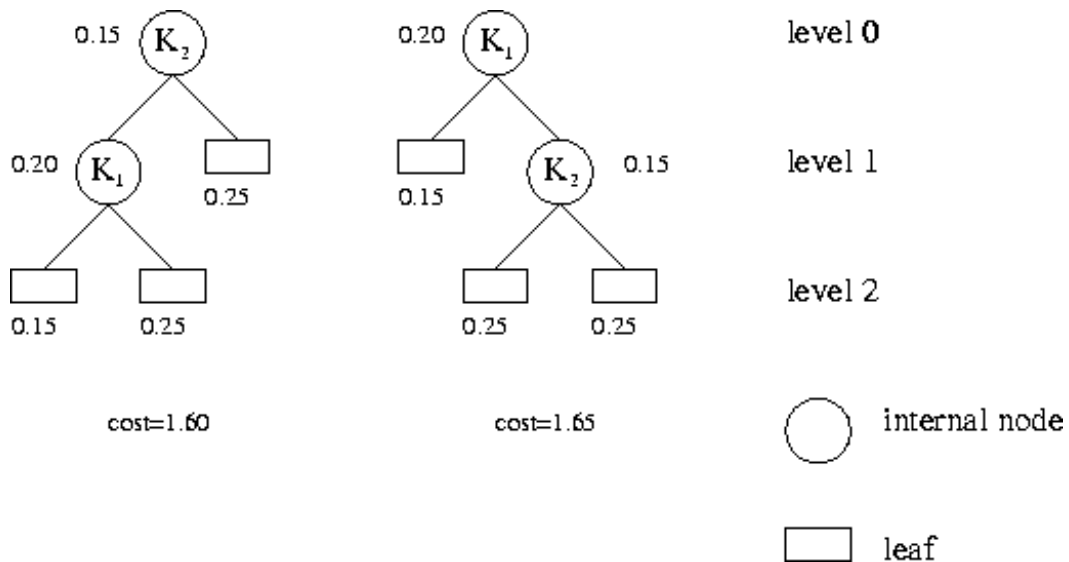 0.15 K₂ 0.20 K₁ level 0
0.20 K₁ 0.25 0.15 K₂ 0.15 level 1
0.15 0.25 0.25 0.25 level 2
cost=1.60 cost=1.65
internal node
leaf